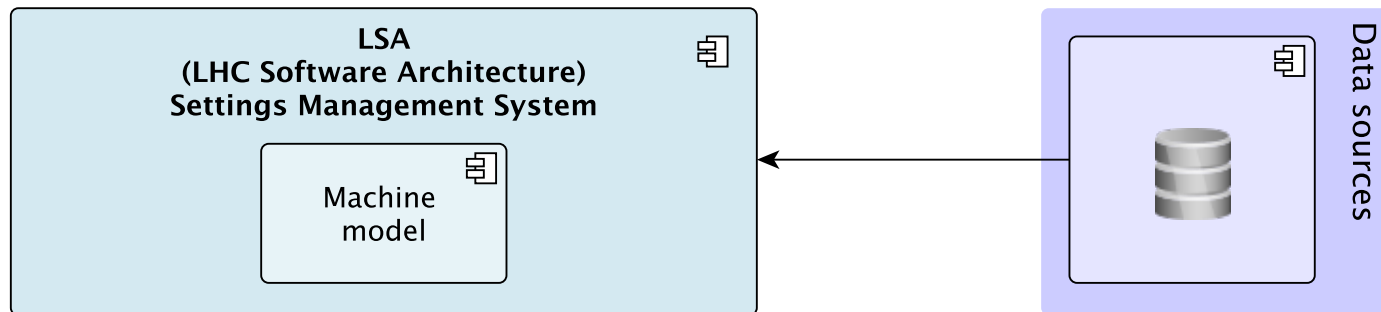 LSA
(LHC Software Architecture)
Settings Management System
Machine
model
Data sources